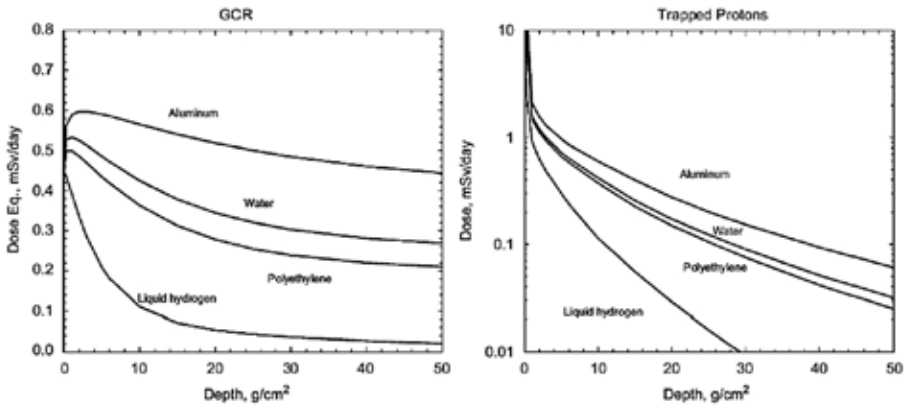 GCR
0.8
0.7
0.6
0.5
0.4
0.3
0.2
0.1
0.0
Dose Eq., mSv/day
Aluminum
Water
Polyethylene
Liquid hydrogen
0 10 20 30 40 50
Depth, g/cm²
Trapped Protons
10
1
0.1
0.01
Dose, mSv/day
Aluminum
Water
Polyethylene
Liquid hydrogen
0 10 20 30 40 50
Depth, g/cm²